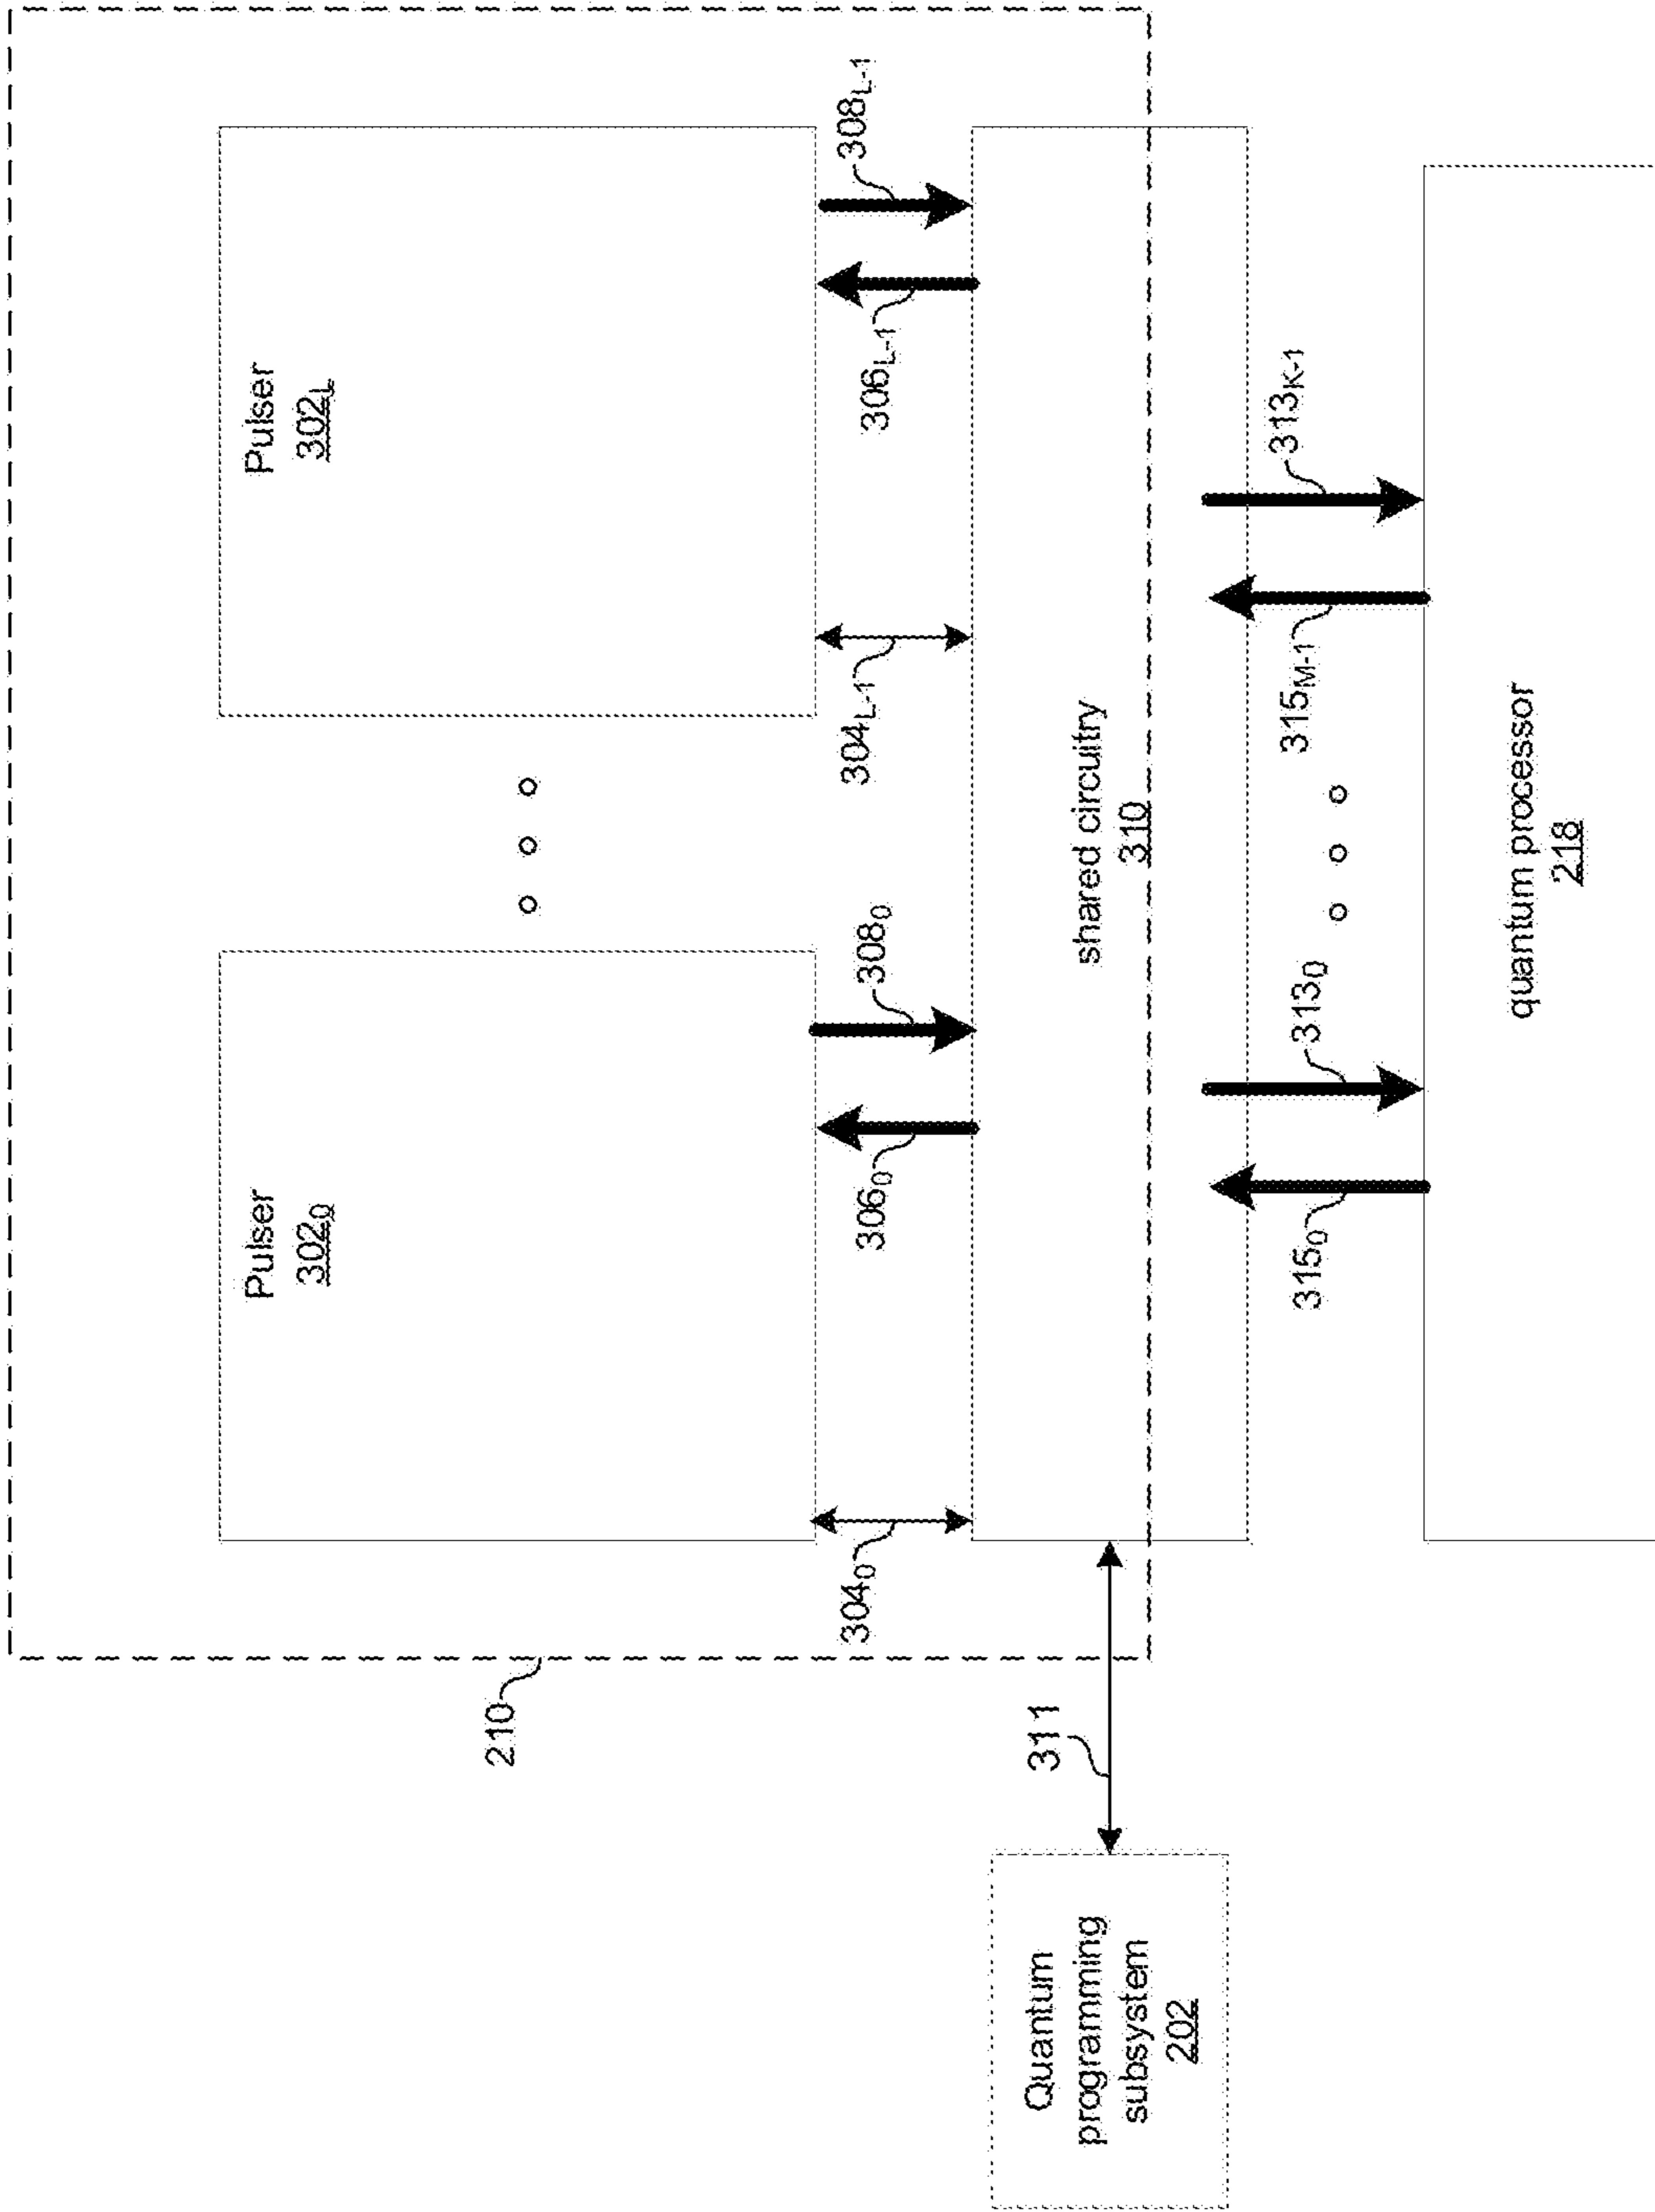 210
Pulser
302₀
Pulser
302L
304₀
306₀
308₀
304L-1
306L-1
308L-1
Quantum
programming
subsystem
202
311
shared circuitry
310
315₀
313₀
315M-1
313K-1
quantum processor
218